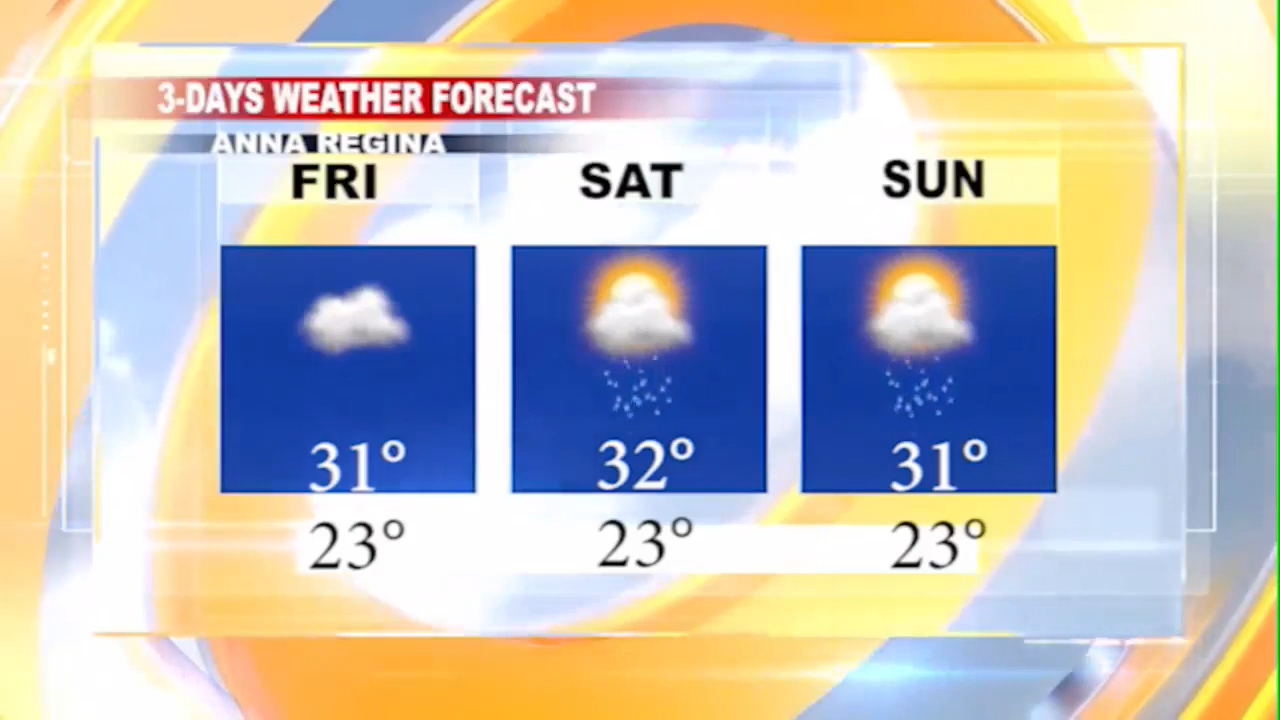 3-DAYS WEATHER FORECAST
ANNA REGINA
FRI SAT SUN
31° 32° 31°
23° 23° 23°